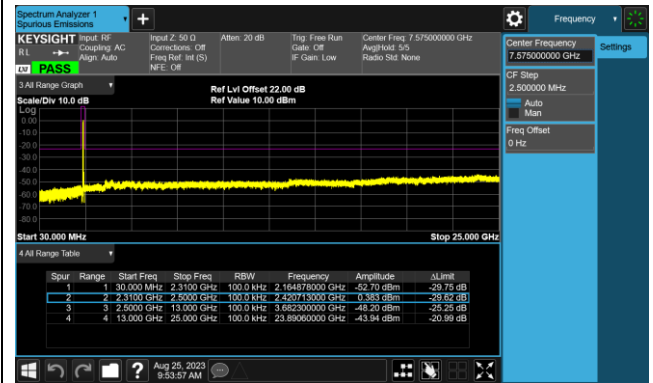 Spectrum Analyzer 1
Spurious Emissions
+
Frequency
KEYSIGHT
RL
LXI
PASS
Input: RF
Coupling: AC
Align: Auto
Input Z: 50 Ω
Corrections: Off
Freq Ref: Int (S)
NFE: Off
Atten: 20 dB
Trig: Free Run
Gate: Off
IF Gain: Low
Center Freq: 7.575000000 GHz
Avg|Hold: 5/5
Radio Std: None
Center Frequency
7.575000000 GHz
Settings
CF Step
2.500000 MHz
Auto
Man
Freq Offset
0 Hz
3 All Range Graph
Scale/Div 10.0 dB
Ref Lvl Offset 22.00 dB
Ref Value 10.00 dBm
Log
0.00
-10.0
-20.0
-30.0
-40.0
-50.0
-60.0
-70.0
-80.0
Start 30.000 MHz
Stop 25.000 GHz
4 All Range Table
Spur Range Start Freq Stop Freq RBW Frequency Amplitude ΔLimit
1 1 30.000 MHz 2.3100 GHz 100.0 kHz 2.164878000 GHz -52.70 dBm -29.75 dB
2 2 2.3100 GHz 2.5000 GHz 100.0 kHz 2.420713000 GHz 0.383 dBm -29.62 dB
3 3 2.5000 GHz 13.000 GHz 100.0 kHz 3.682300000 GHz -48.20 dBm -25.25 dB
4 4 13.000 GHz 25.000 GHz 100.0 kHz 23.89060000 GHz -43.94 dBm -20.99 dB
?
Aug 25, 2023
9:53:57 AM